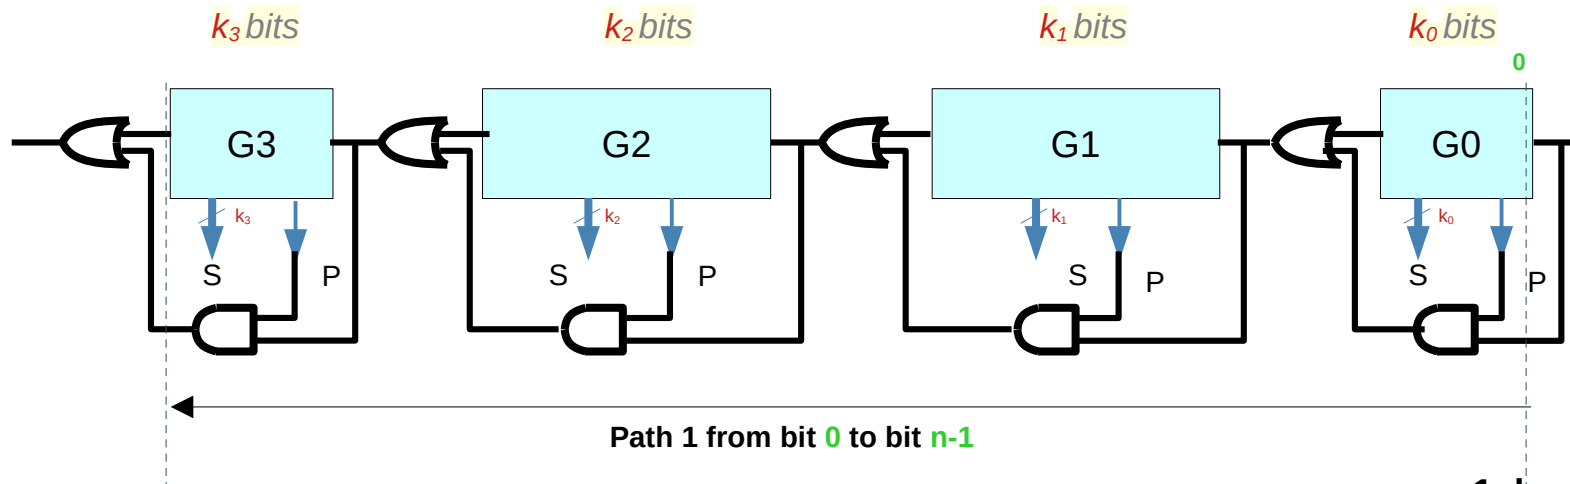 k3 bits k2 bits k1 bits k0 bits
0
G3 G2 G1 G0
k3 k2 k1 k0
S P S P S P S P
Path 1 from bit 0 to bit n-1